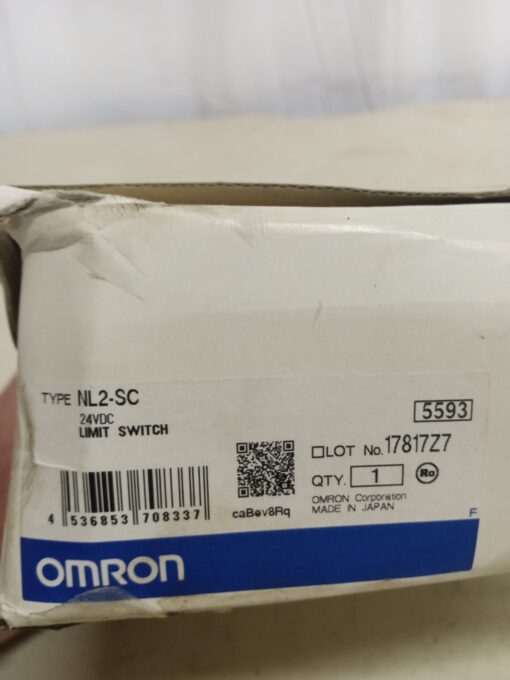 TYPE NL2-SC
24VDC
LIMIT SWITCH
5593
LOT No. 17817Z7
QTY. 1 Ro
OMRON Corporation
MADE IN JAPAN
4 536853 708337
caBev8Rq
F
OMRON